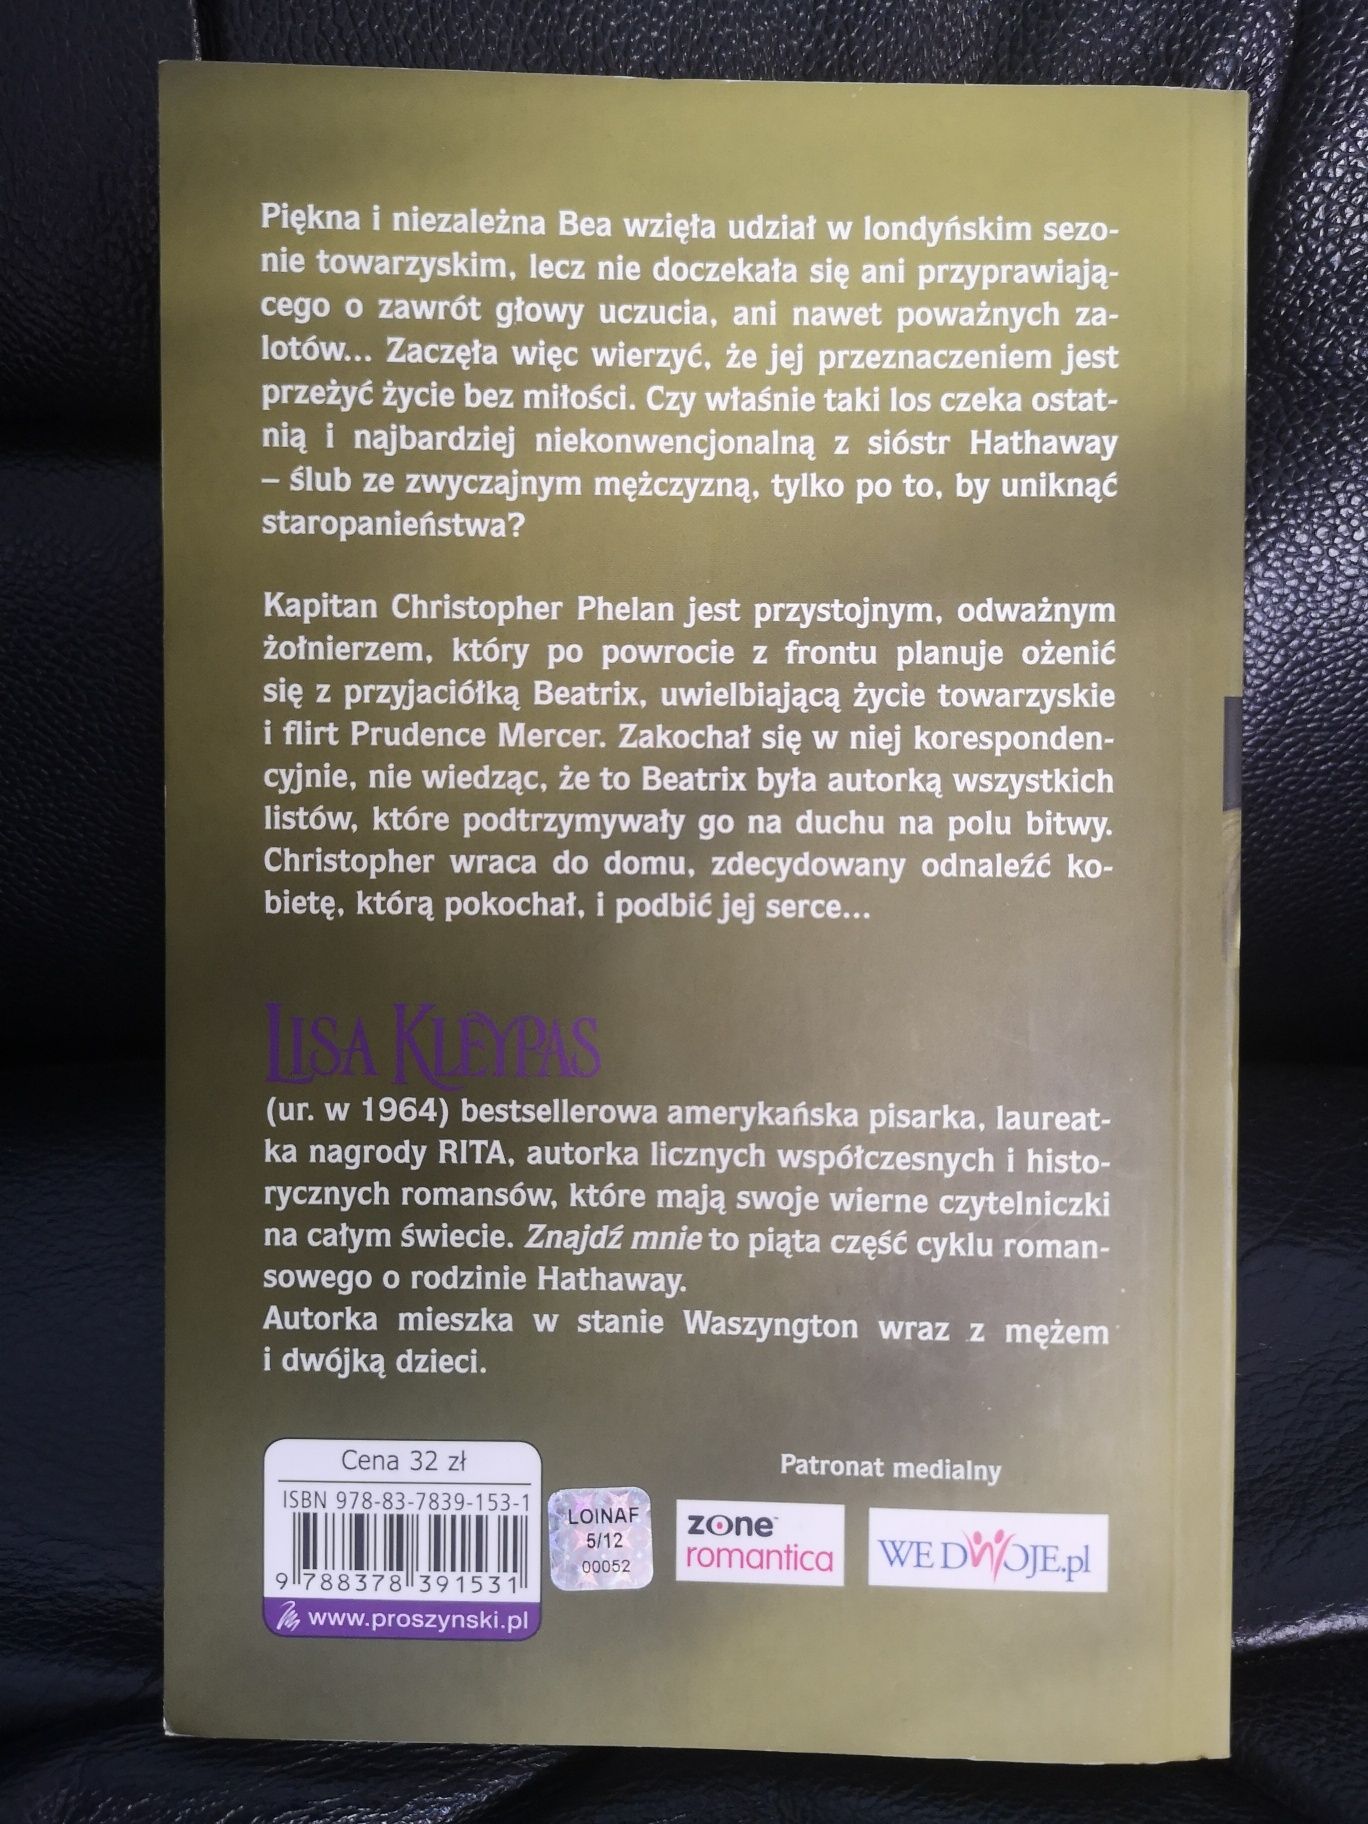 Piękna i niezależna Bea wzięła udział w londyńskim sezo-
nie towarzyskim, lecz nie doczekała się ani przyprawiają-
cego o zawrót głowy uczucia, ani nawet poważnych za-
lotów... Zaczęła więc wierzyć, że jej przeznaczeniem jest
przeżyć życie bez miłości. Czy właśnie taki los czeka ostat-
nią i najbardziej niekonwencjonalną z sióstr Hathaway
– ślub ze zwyczajnym mężczyzną, tylko po to, by uniknąć
staropanieństwa?
Kapitan Christopher Phelan jest przystojnym, odważnym
żołnierzem, który po powrocie z frontu planuje ożenić
się z przyjaciółką Beatrix, uwielbiającą życie towarzyskie
i flirt Prudence Mercer. Zakochał się w niej koresponden-
cyjnie, nie wiedząc, że to Beatrix była autorką wszystkich
listów, które podtrzymywały go na duchu na polu bitwy.
Christopher wraca do domu, zdecydowany odnaleźć ko-
bietę, którą pokochał, i podbić jej serce...
LISA KLEYPAS
(ur. w 1964) bestsellerowa amerykańska pisarka, laureat-
ka nagrody RITA, autorka licznych współczesnych i histo-
rycznych romansów, które mają swoje wierne czytelniczki
na całym świecie. Znajdź mnie to piąta część cyklu roman-
sowego o rodzinie Hathaway.
Autorka mieszka w stanie Waszyngton wraz z mężem
i dwójką dzieci.
Cena 32 zł
ISBN 978-83-7839-153-1
9 788378 391531
www.proszynski.pl
LOINAF
5/12
00052
Patronat medialny
zone
romantica
WE DWOJE.pl